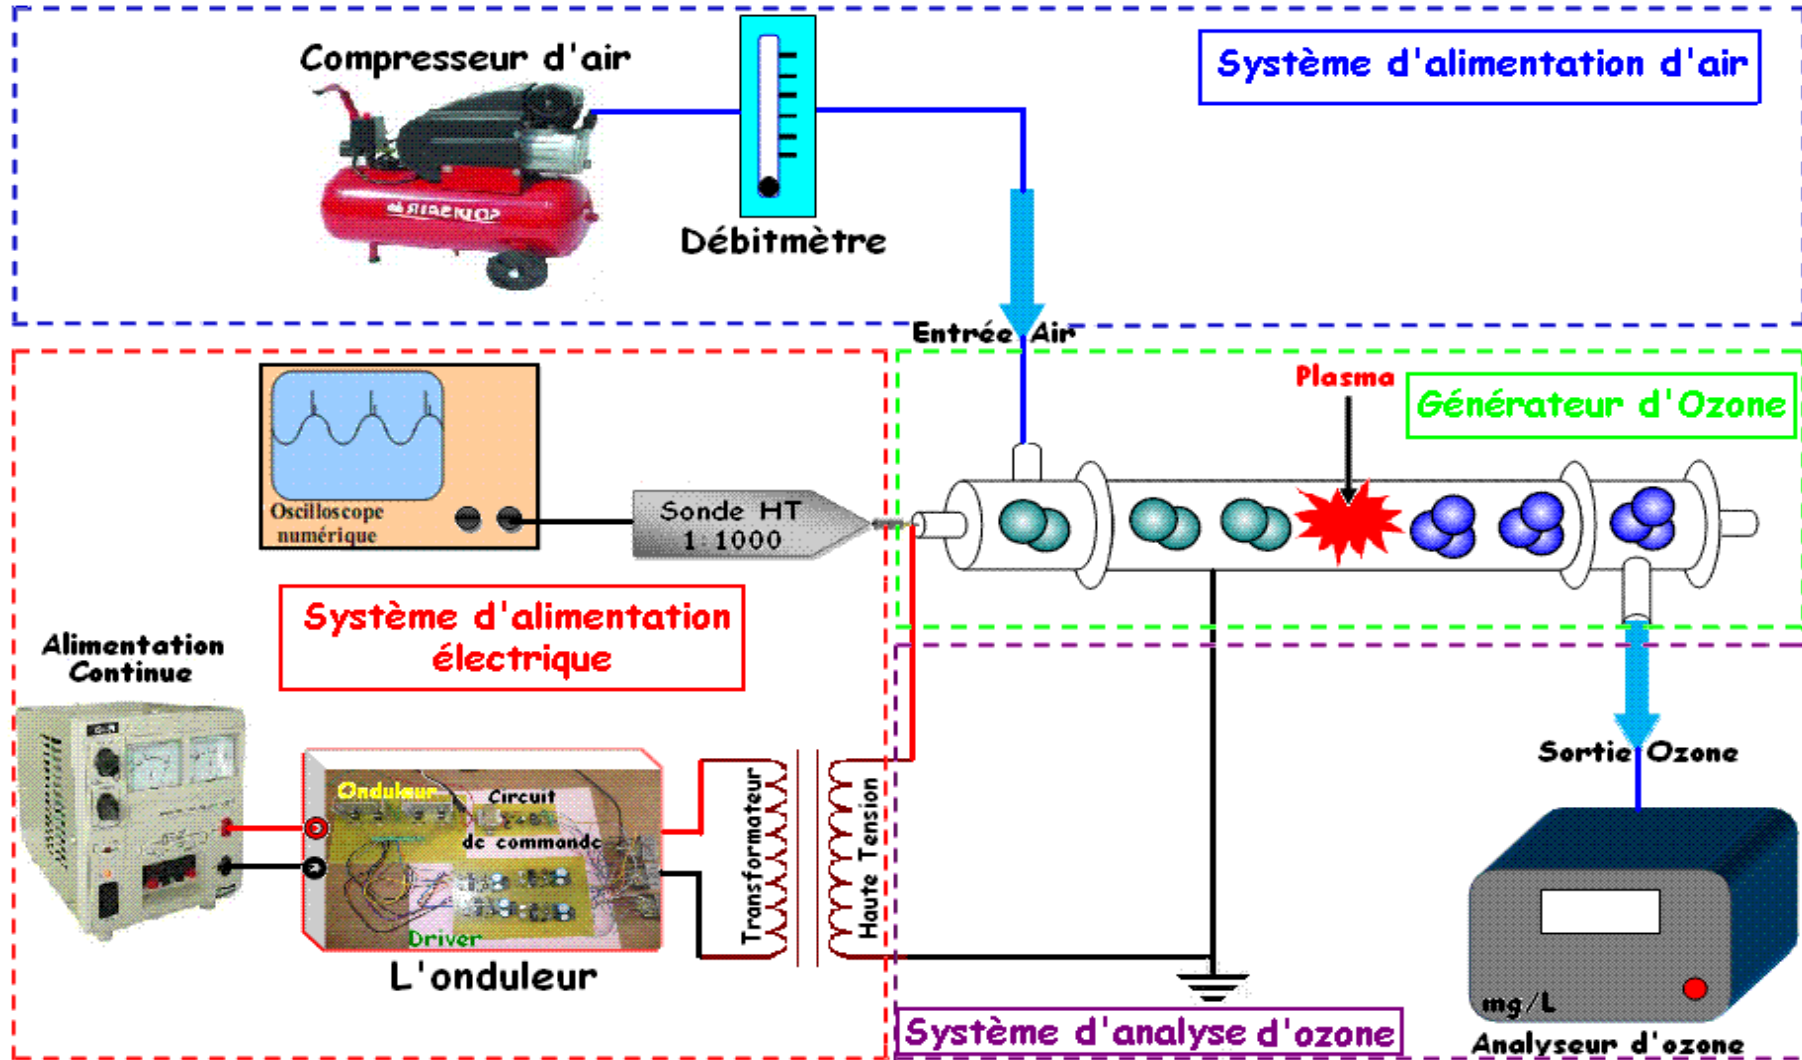 Compresseur d'air
Système d'alimentation d'air
Débitmètre
Entrée Air
Plasma
Générateur d'Ozone
Oscilloscope
numérique
Sonde HT
1:1000
Système d'alimentation
électrique
Alimentation
Continue
Onduleur
Circuit
de commande
Driver
L'onduleur
Transformateur
Haute Tension
Sortie Ozone
mg/L
Analyseur d'ozone
Système d'analyse d'ozone